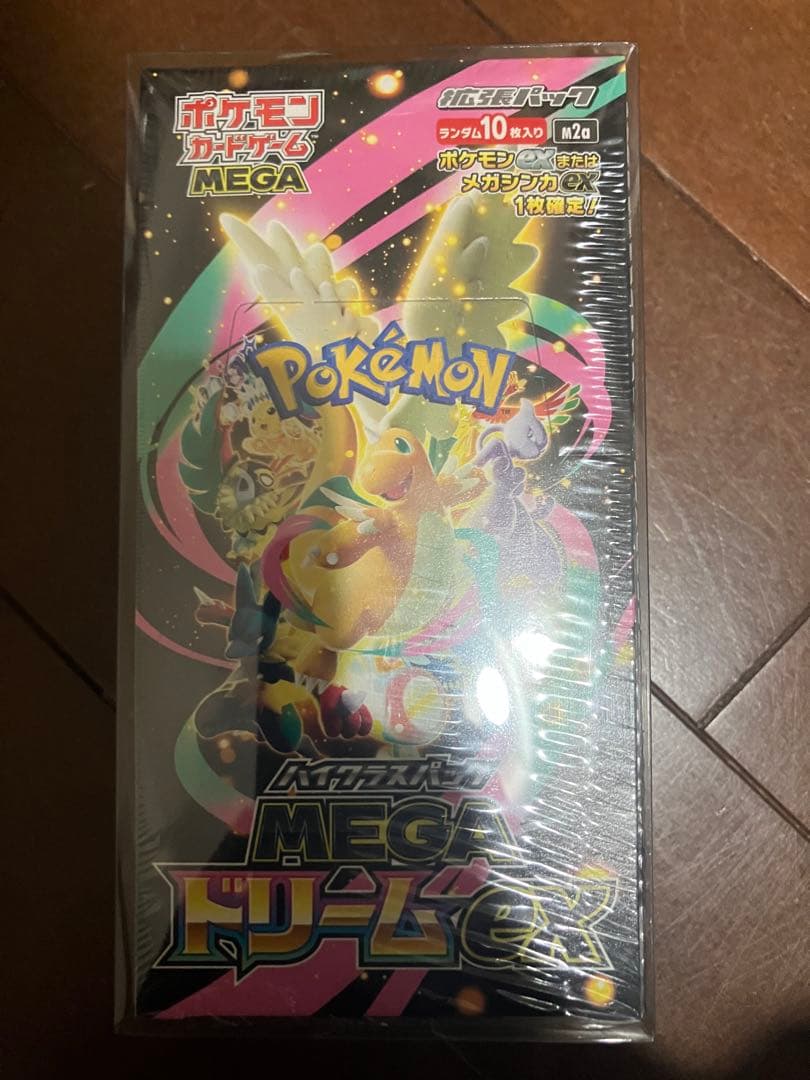 ポケモン
カードゲーム
MEGA
拡張パック
ランダム10枚入り M2a
ポケモンexまたは
メガシンカex
1枚確定!
POKÉMON
TM
ハイクラスパック
MEGA
ドリームex